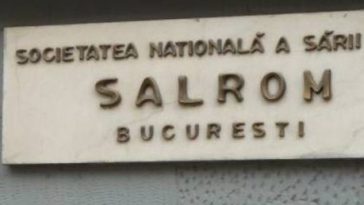 SOCIETATEA NATIONALĂ A SĂRII
SALROM
BUCURESTI